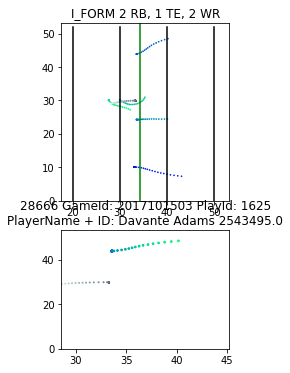 I_FORM 2 RB, 1 TE, 2 WR
50
40
30
20
10
0
20 30 40 50
28666 GameId: 2017101503 PlayId: 1625
PlayerName + ID: Davante Adams 2543495.0
40
20
0
30 35 40 45